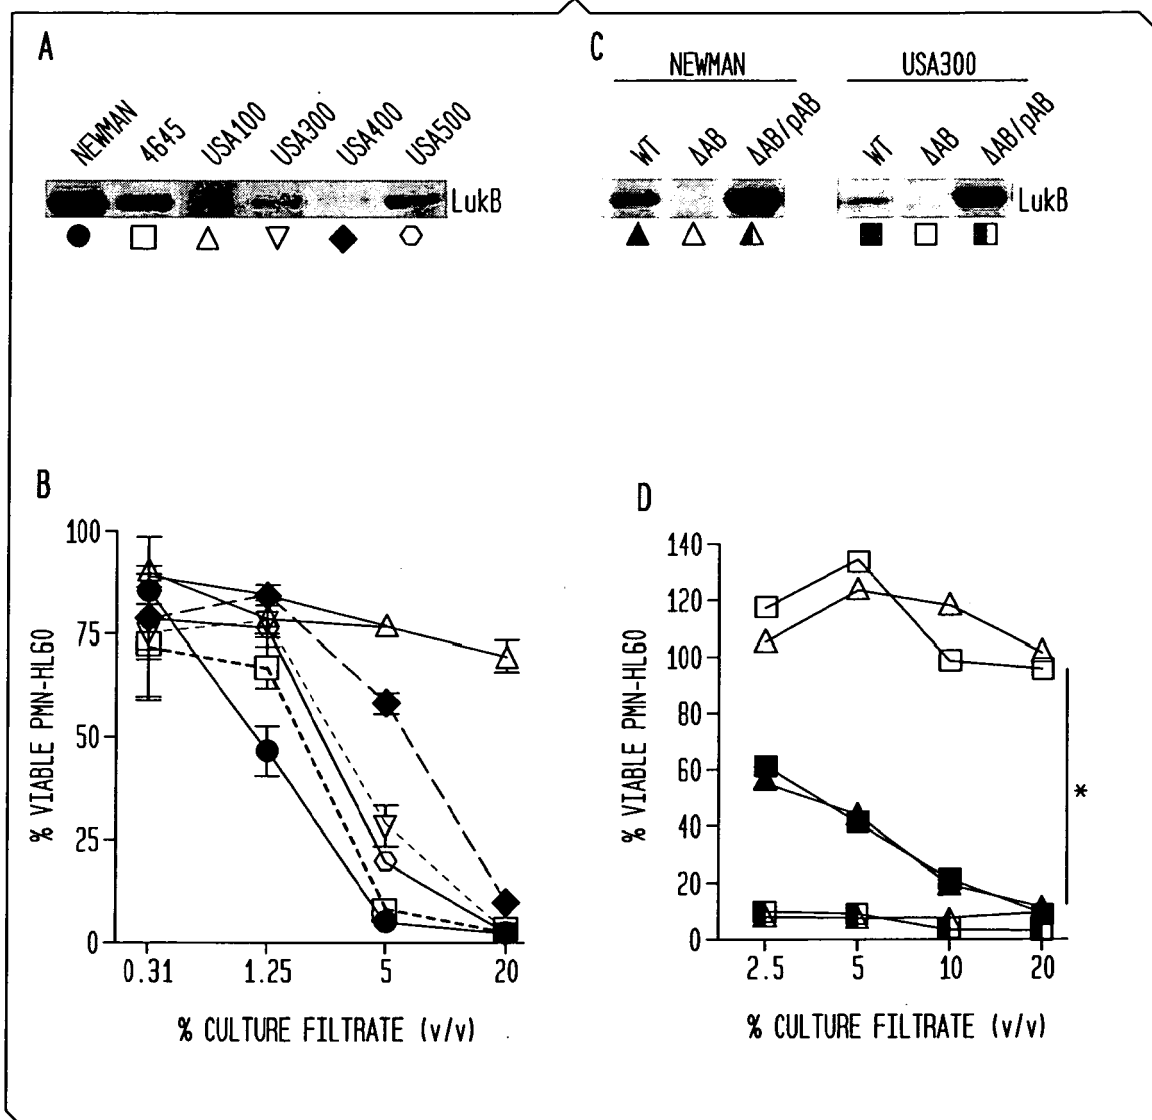 A
NEWMAN
4645
USA100
USA300
USA400
USA500
LukB
C
NEWMAN
USA300
WT
ΔAB
ΔAB/pAB
WT
ΔAB
ΔAB/pAB
LukB
B
% VIABLE PMN-HL60
100
75
50
25
0
0.31
1.25
5
20
% CULTURE FILTRATE (v/v)
D
% VIABLE PMN-HL60
140
120
100
80
60
40
20
0
*
2.5
5
10
20
% CULTURE FILTRATE (v/v)